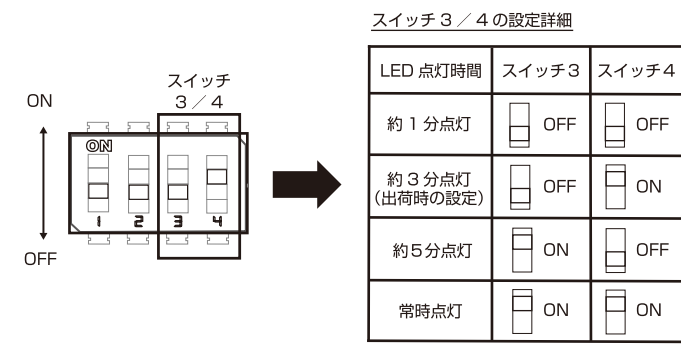 スイッチ3／4の設定詳細
スイッチ
3／4
ON
OFF
ON
1 2 3 4
LED 点灯時間 スイッチ3 スイッチ4
約1分点灯 OFF OFF
約3分点灯
(出荷時の設定) OFF ON
約5分点灯 ON OFF
常時点灯 ON ON